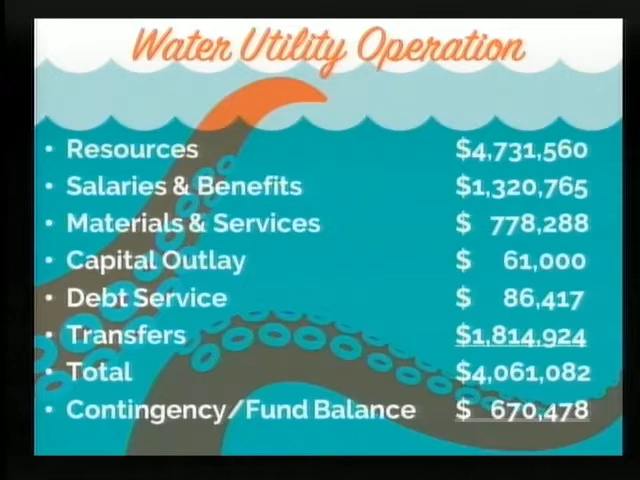 Water Utility Operation
• Resources $4,731,560
• Salaries & Benefits $1,320,765
• Materials & Services $ 778,288
• Capital Outlay $ 61,000
• Debt Service $ 86,417
• Transfers $1,814,924
• Total $4,061,082
• Contingency/Fund Balance $ 670,478